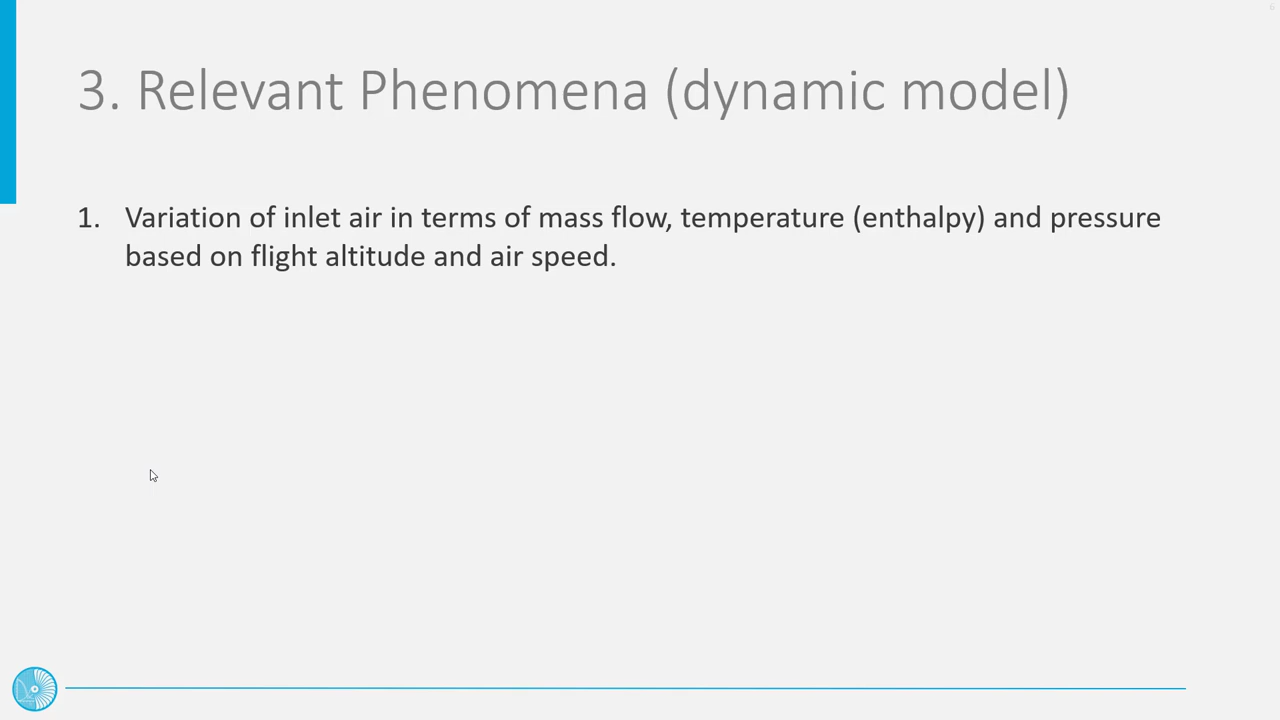 3. Relevant Phenomena (dynamic model)
1. Variation of inlet air in terms of mass flow, temperature (enthalpy) and pressure
based on flight altitude and air speed.